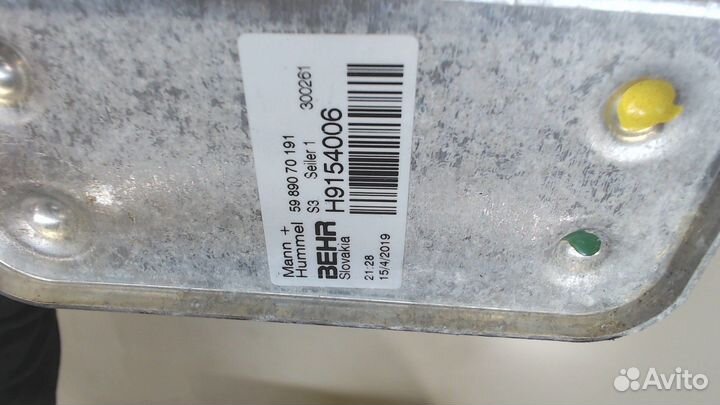 Mann +
Hummel 59 890 70 191
S3 Seiler 1 300261
BEHR H9154006
Slovakia
21:28
15/4/2019
Avito